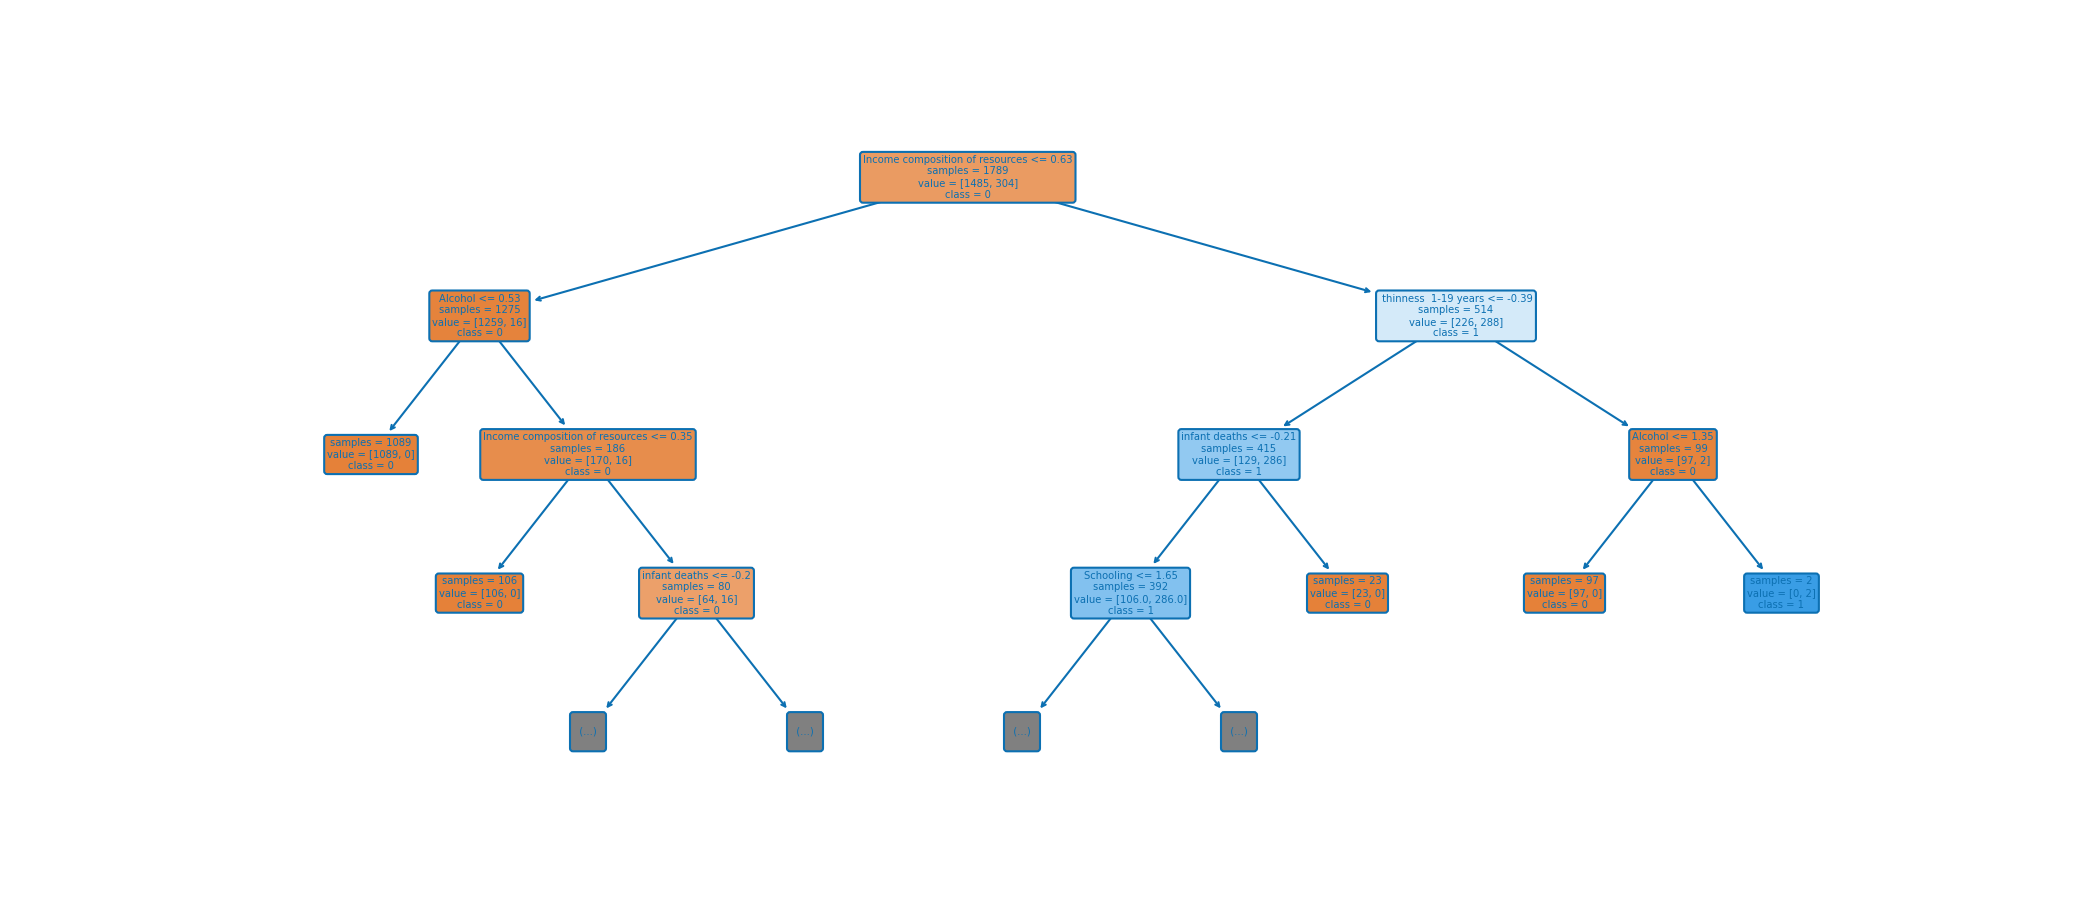 Income composition of resources <= 0.63
samples = 1789
value = [1485, 304]
class = 0
Alcohol <= 0.53
samples = 1275
value = [1259, 16]
class = 0
thinness  1-19 years <= -0.39
samples = 514
value = [226, 288]
class = 1
samples = 1089
value = [1089, 0]
class = 0
Income composition of resources <= 0.35
samples = 186
value = [170, 16]
class = 0
infant deaths <= -0.21
samples = 415
value = [129, 286]
class = 1
Alcohol <= 1.35
samples = 99
value = [97, 2]
class = 0
samples = 106
value = [106, 0]
class = 0
infant deaths <= -0.2
samples = 80
value = [64, 16]
class = 0
Schooling <= 1.65
samples = 392
value = [106.0, 286.0]
class = 1
samples = 23
value = [23, 0]
class = 0
samples = 97
value = [97, 0]
class = 0
samples = 2
value = [0, 2]
class = 1
(...)
(...)
(...)
(...)